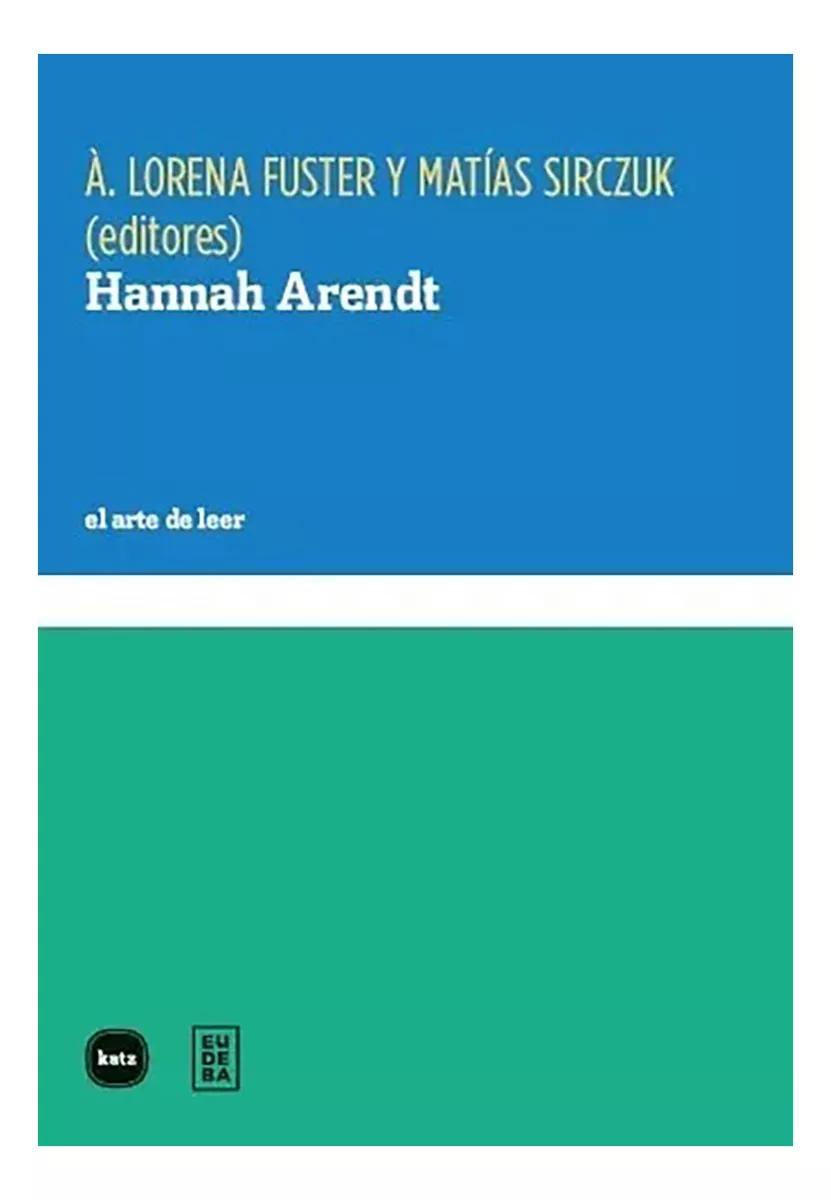 À. LORENA FUSTER Y MATÍAS SIRCZUK
(editores)
Hannah Arendt
el arte de leer
katz
EU
DE
BA